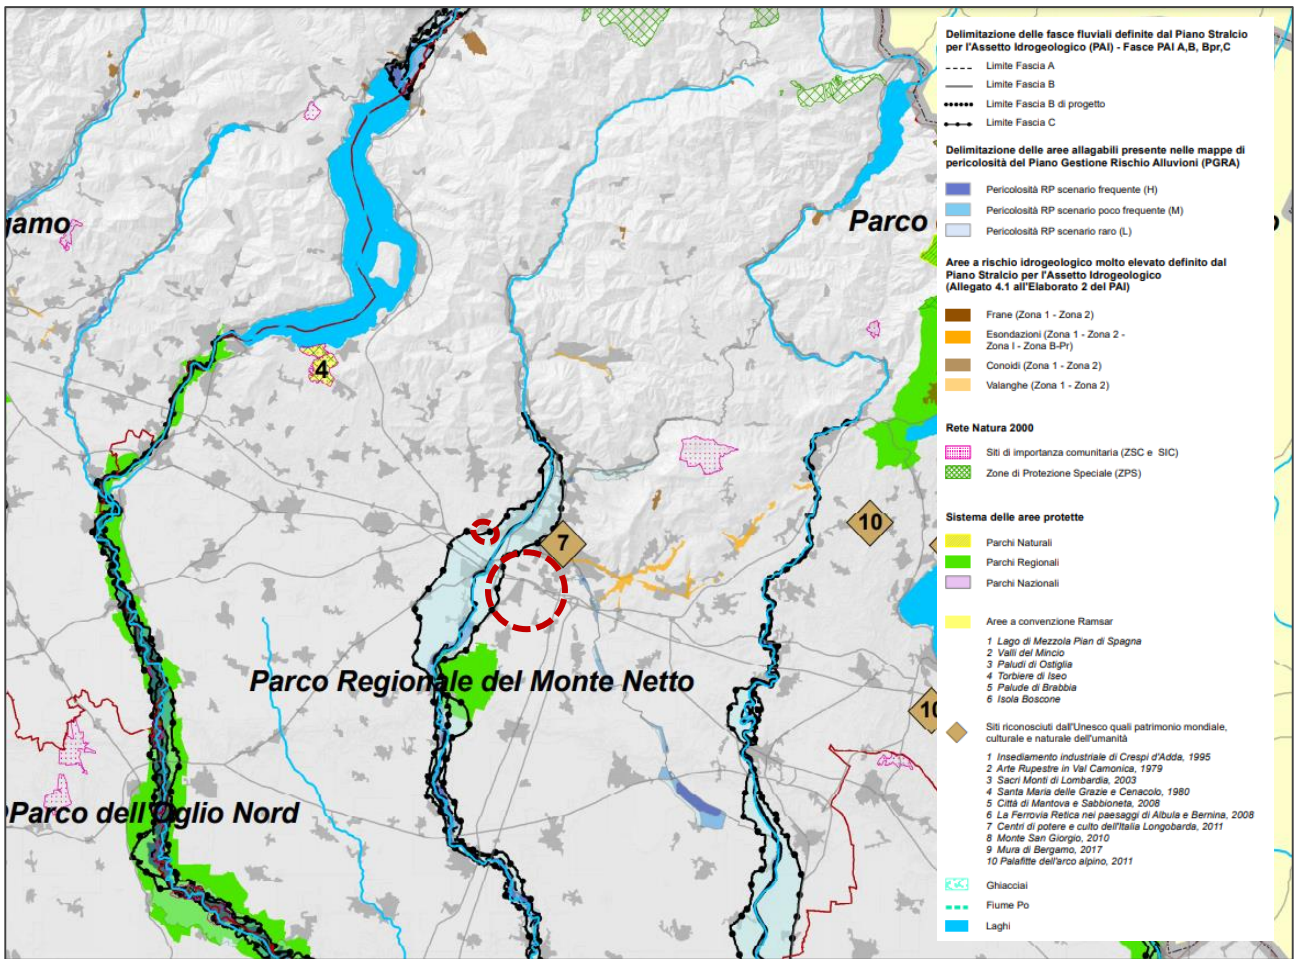 gamo
Parco
4
7
10
10
Parco Regionale del Monte Netto
Parco dell'Oglio Nord
Delimitazione delle fasce fluviali definite dal Piano Stralcio
per l'Assetto Idrogeologico (PAI) - Fasce PAI A,B, Bpr,C
Limite Fascia A
Limite Fascia B
Limite Fascia B di progetto
Limite Fascia C
Delimitazione delle aree allagabili presente nelle mappe di
pericolosità del Piano Gestione Rischio Alluvioni (PGRA)
Pericolosità RP scenario frequente (H)
Pericolosità RP scenario poco frequente (M)
Pericolosità RP scenario raro (L)
Aree a rischio idrogeologico molto elevato definito dal
Piano Stralcio per l'Assetto Idrogeologico
(Allegato 4.1 all'Elaborato 2 del PAI)
Frane (Zona 1 - Zona 2)
Esondazioni (Zona 1 - Zona 2 -
Zona I - Zona B-Pr)
Conoidi (Zona 1 - Zona 2)
Valanghe (Zona 1 - Zona 2)
Rete Natura 2000
Siti di importanza comunitaria (ZSC e SIC)
Zone di Protezione Speciale (ZPS)
Sistema delle aree protette
Parchi Naturali
Parchi Regionali
Parchi Nazionali
Aree a convenzione Ramsar
1 Lago di Mezzola Pian di Spagna
2 Valli del Mincio
3 Paludi di Ostiglia
4 Torbiere di Iseo
5 Palude di Brabbia
6 Isola Boscone
Siti riconosciuti dall'Unesco quali patrimonio mondiale,
culturale e naturale dell'umanità
1 Insediamento industriale di Crespi d'Adda, 1995
2 Arte Rupestre in Val Camonica, 1979
3 Sacri Monti di Lombardia, 2003
4 Santa Maria delle Grazie e Cenacolo, 1980
5 Città di Mantova e Sabbioneta, 2008
6 La Ferrovia Retica nei paesaggi di Albula e Bernina, 2008
7 Centri di potere e culto dell'Italia Longobarda, 2011
8 Monte San Giorgio, 2010
9 Mura di Bergamo, 2017
10 Palafitte dell'arco alpino, 2011
Ghiacciai
Fiume Po
Laghi